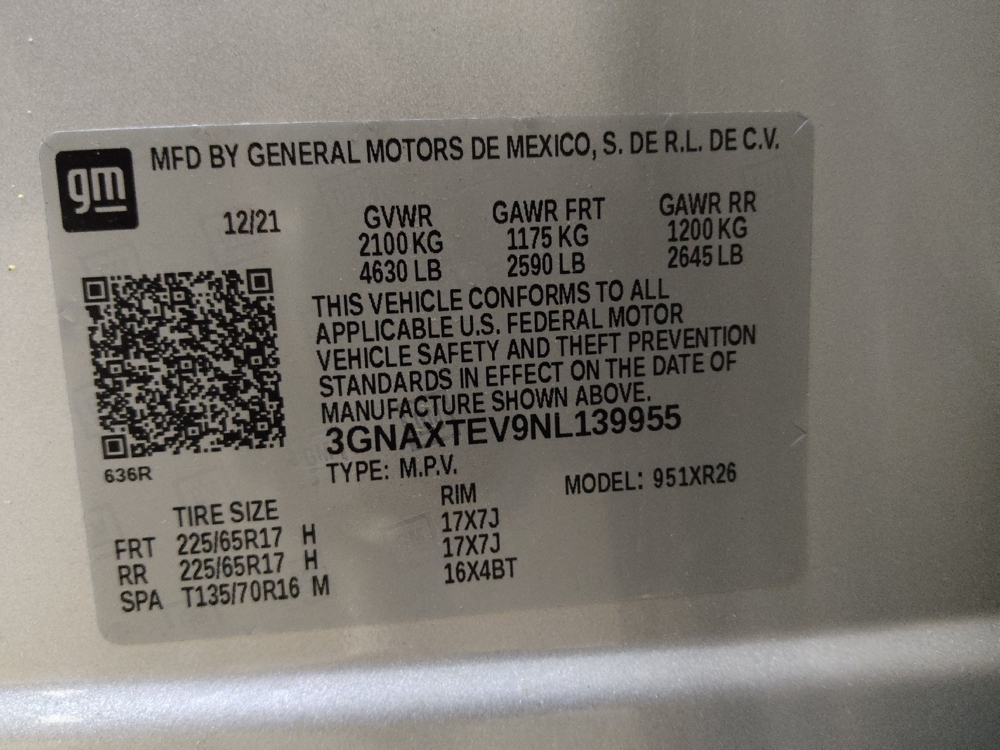 gm
MFD BY GENERAL MOTORS DE MEXICO, S. DE R.L. DE C.V.
12/21 GVWR GAWR FRT GAWR RR
2100 KG 1175 KG 1200 KG
4630 LB 2590 LB 2645 LB
THIS VEHICLE CONFORMS TO ALL
APPLICABLE U.S. FEDERAL MOTOR
VEHICLE SAFETY AND THEFT PREVENTION
STANDARDS IN EFFECT ON THE DATE OF
MANUFACTURE SHOWN ABOVE.
3GNAXTEV9NL139955
636R
TYPE: M.P.V. MODEL: 951XR26
TIRE SIZE RIM
FRT 225/65R17 H 17X7J
RR 225/65R17 H 17X7J
SPA T135/70R16 M 16X4BT